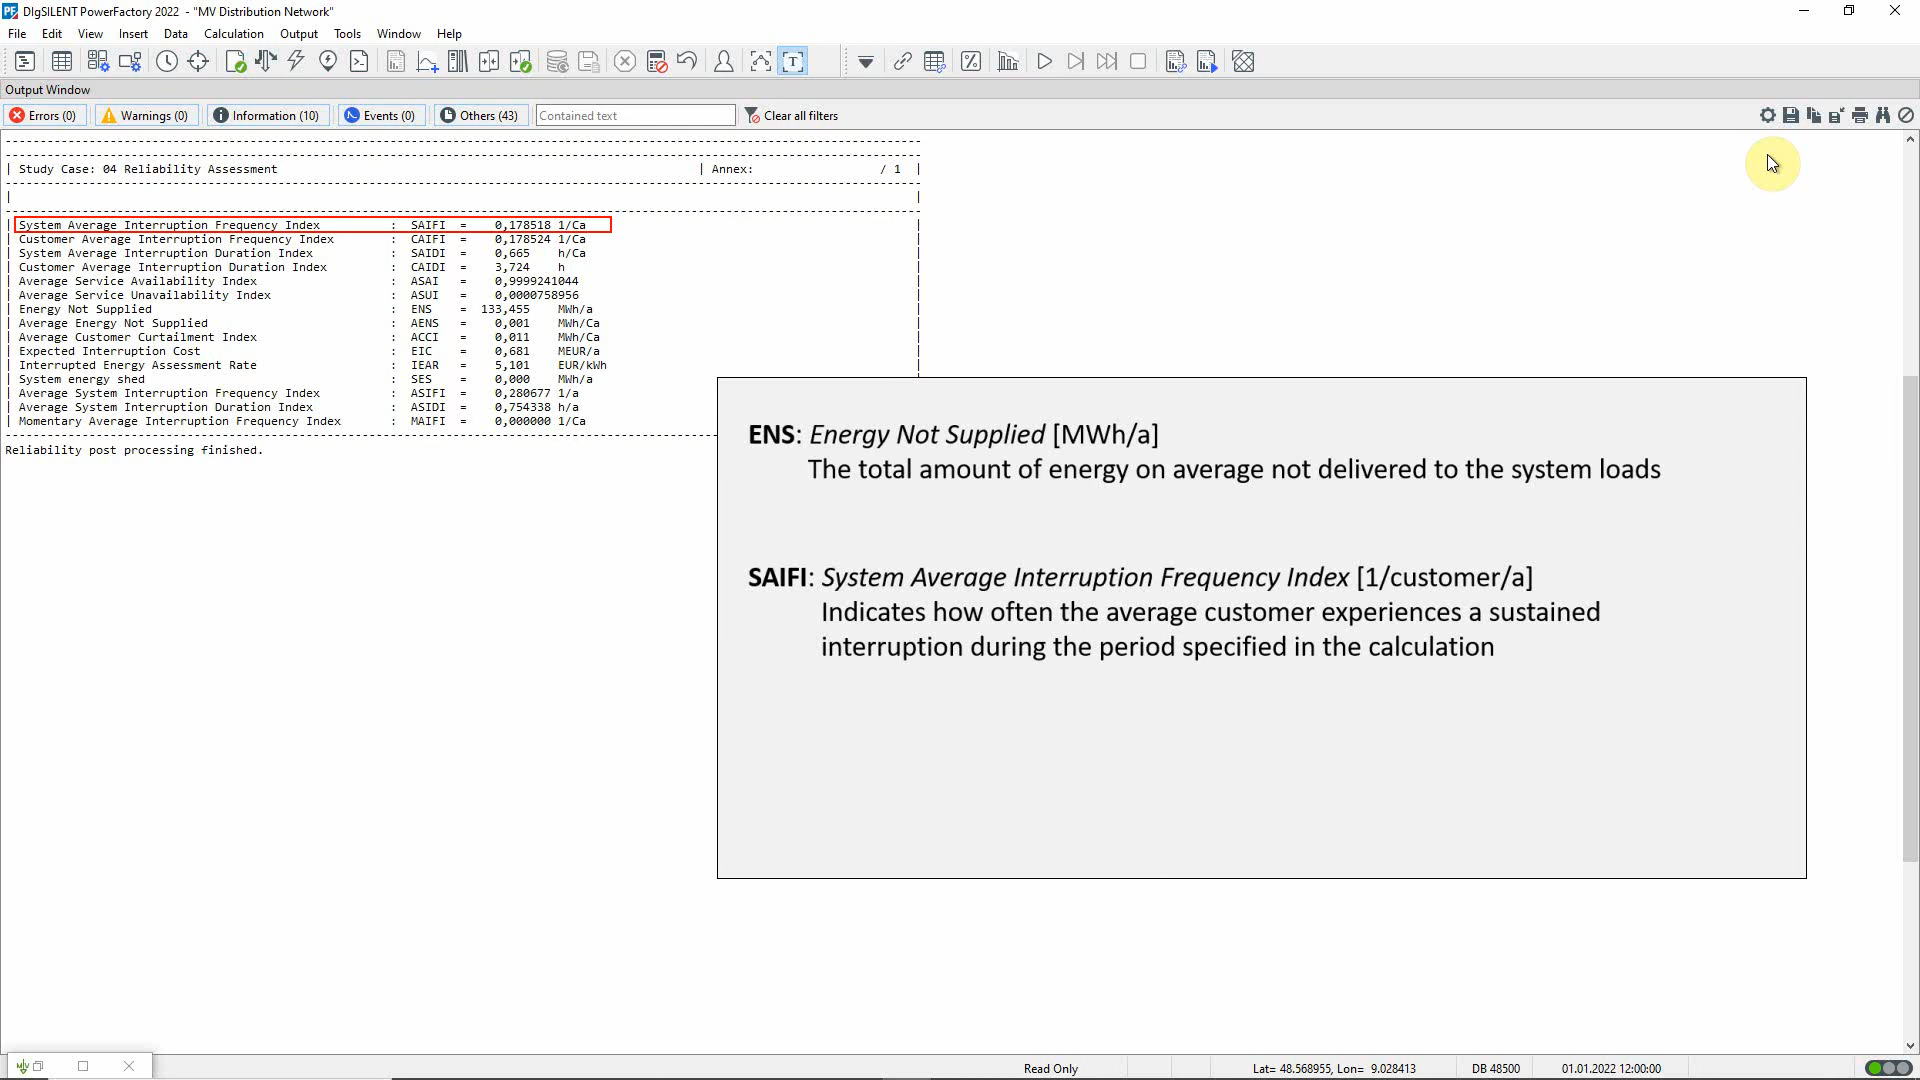 DIgSILENT PowerFactory 2022 - "MV Distribution Network"
File Edit View Insert Data Calculation Output Tools Window Help
Output Window
Errors (0) Warnings (0) Information (10) Events (0) Others (43) Contained text Clear all filters
| Study Case: 04 Reliability Assessment | Annex: / 1 |
| System Average Interruption Frequency Index : SAIFI = 0,178518 1/Ca
| Customer Average Interruption Frequency Index : CAIFI = 0,178524 1/Ca
| System Average Interruption Duration Index : SAIDI = 0,665 h/Ca
| Customer Average Interruption Duration Index : CAIDI = 3,724 h
| Average Service Availability Index : ASAI = 0,9999241044
| Average Service Unavailability Index : ASUI = 0,0000758956
| Energy Not Supplied : ENS = 133,455 MWh/a
| Average Energy Not Supplied : AENS = 0,001 MWh/Ca
| Average Customer Curtailment Index : ACCI = 0,011 MWh/Ca
| Expected Interruption Cost : EIC = 0,681 MEUR/a
| Interrupted Energy Assessment Rate : IEAR = 5,101 EUR/kWh
| System energy shed : SES = 0,000 MWh/a
| Average System Interruption Frequency Index : ASIFI = 0,280677 1/a
| Average System Interruption Duration Index : ASIDI = 0,754338 h/a
| Momentary Average Interruption Frequency Index : MAIFI = 0,000000 1/Ca
Reliability post processing finished.
ENS: Energy Not Supplied [MWh/a]
The total amount of energy on average not delivered to the system loads
SAIFI: System Average Interruption Frequency Index [1/customer/a]
Indicates how often the average customer experiences a sustained
interruption during the period specified in the calculation
Read Only Lat= 48.568955, Lon= 9.028413 DB 48500 01.01.2022 12:00:00